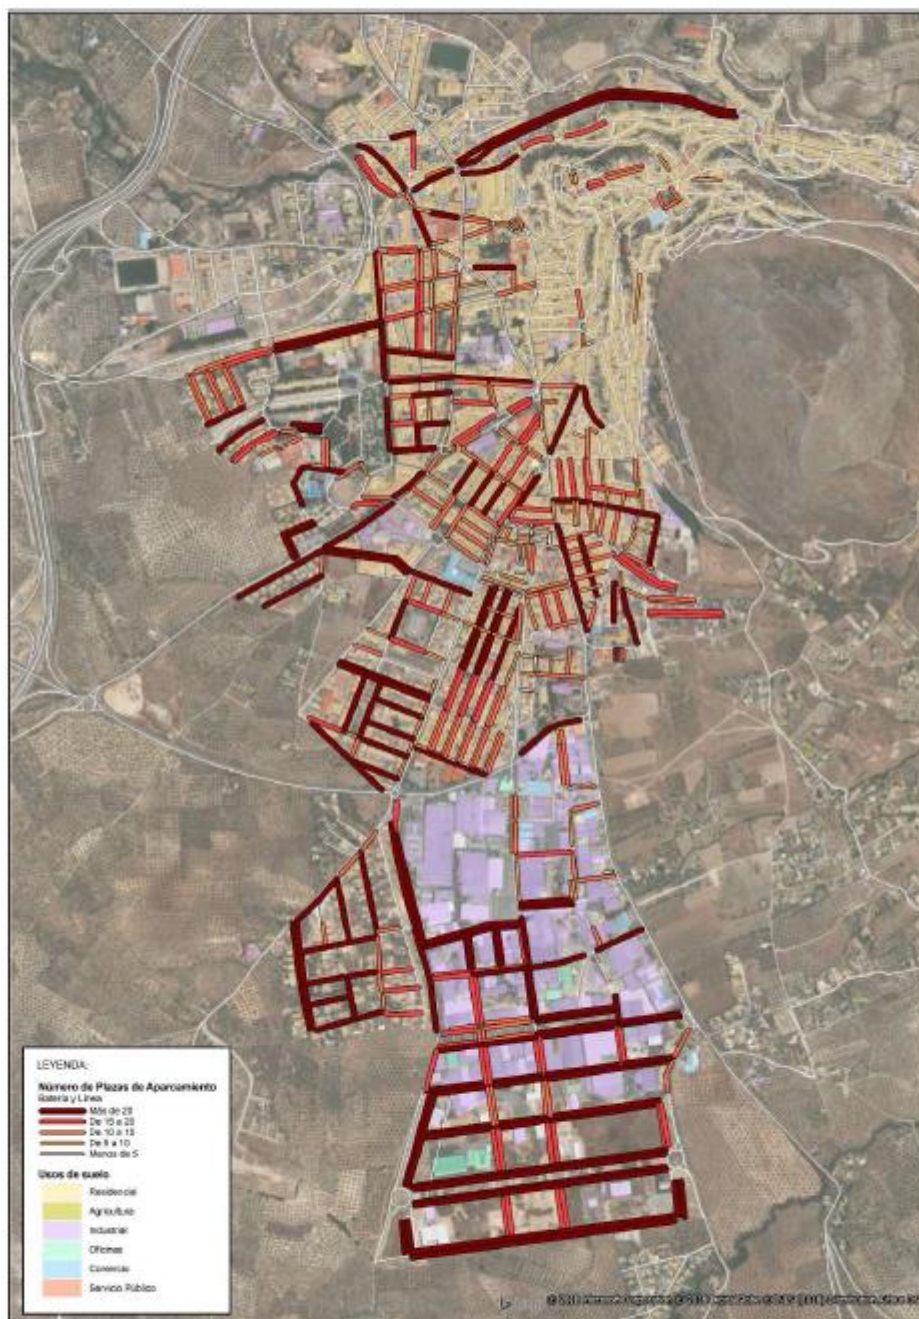 LEYENDA:
Número de Plazas de Aparcamiento
Batería y Línea
Más de 20
De 15 a 20
De 10 a 15
De 5 a 10
Menos de 5
Usos de suelo
Residencial
Agricultura
Industrial
Oficinas
Comercio
Servicio Público